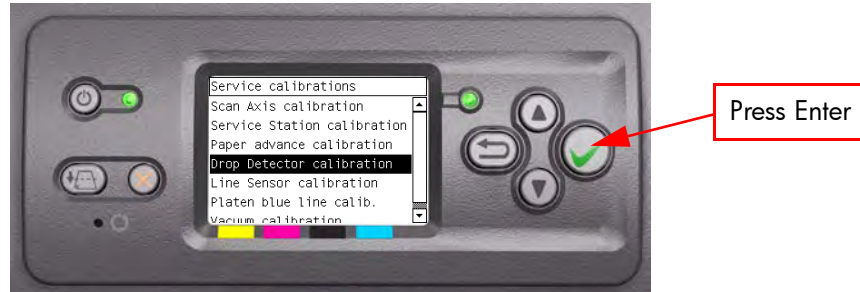 Service calibrations
Scan Axis calibration
Service Station calibration
Paper advance calibration
Drop Detector calibration
Line Sensor calibration
Platen blue line calib.
Vacuum calibration
Press Enter